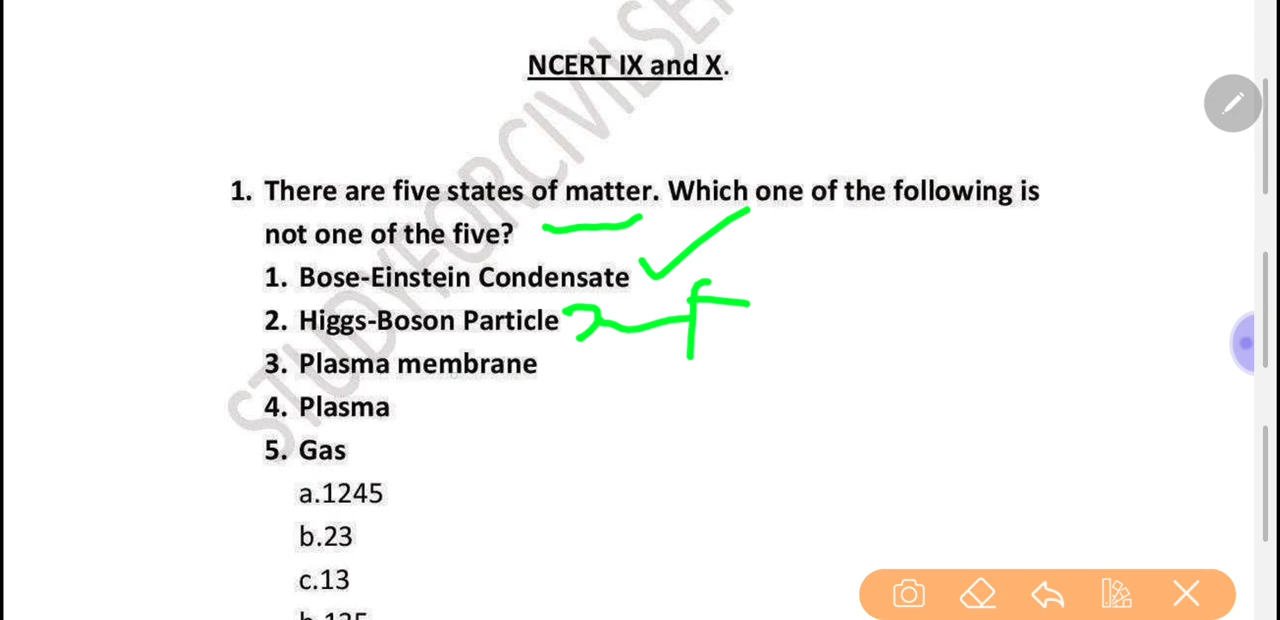 NCERT IX and X.
1. There are five states of matter. Which one of the following is
not one of the five?
1. Bose-Einstein Condensate
2. Higgs-Boson Particle
3. Plasma membrane
4. Plasma
5. Gas
a.1245
b.23
c.13
STUDYFORCIVILSER